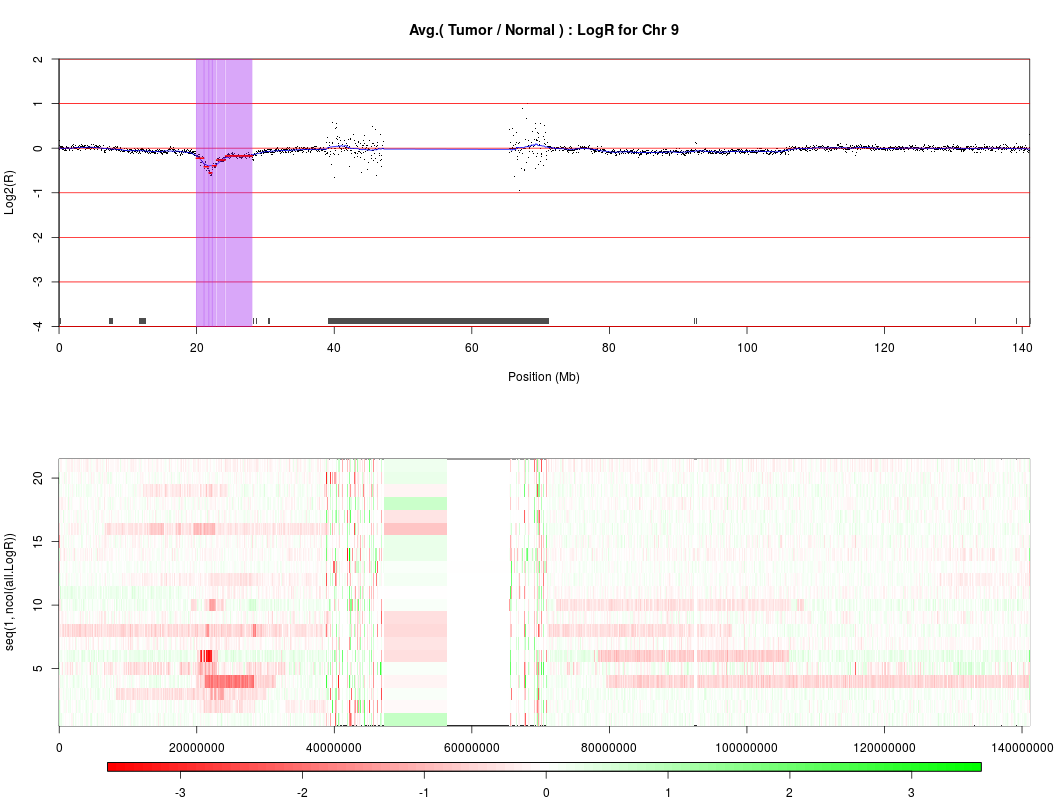 Avg.( Tumor / Normal ) : LogR for Chr 9
2
1
0
-1
-2
-3
-4
Log2(R)
0 20 40 60 80 100 120 140
Position (Mb)
20
15
10
5
seq(1, ncol(all.LogR))
0 20000000 40000000 60000000 80000000 100000000 120000000 140000000
-3 -2 -1 0 1 2 3